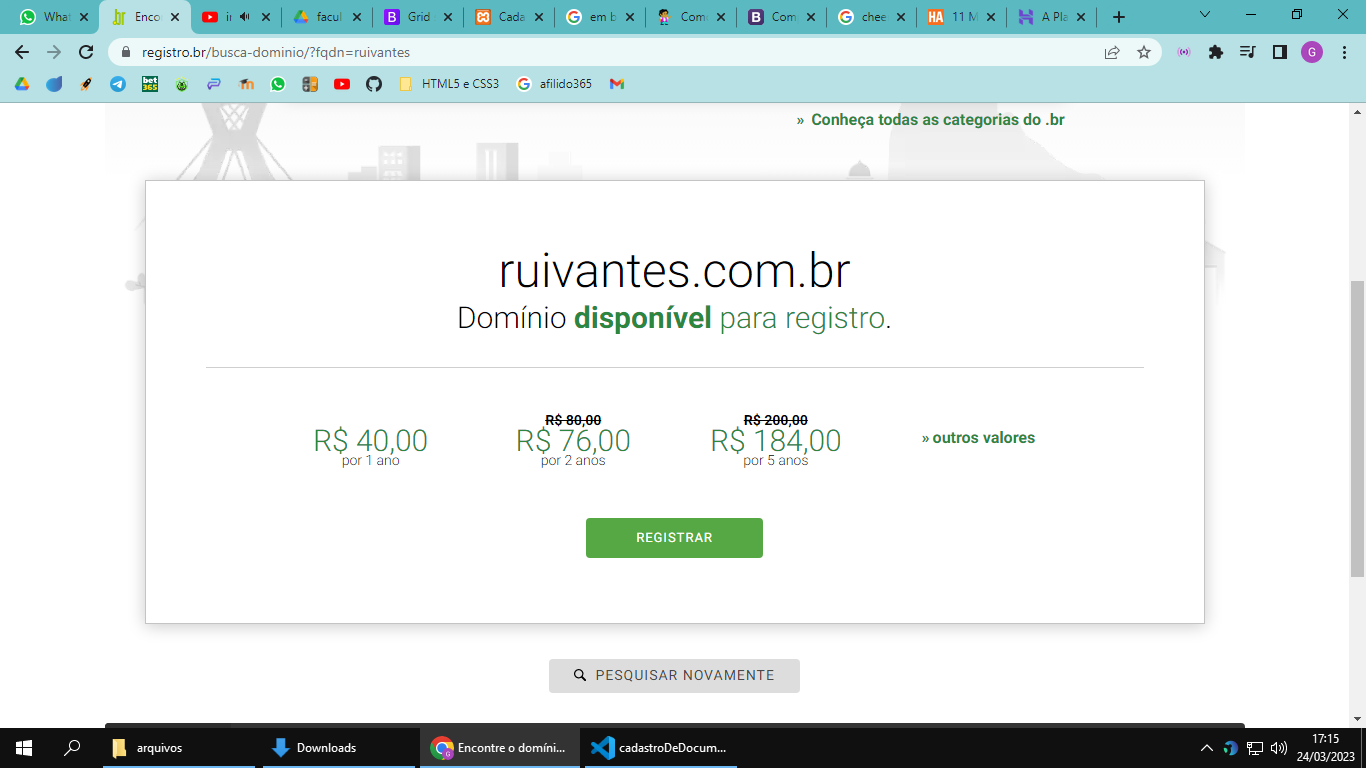 What
Enco
in
facul
Grid
Cada
em b
Com
Com
chee
11 M
A Pla
registro.br/busca-dominio/?fqdn=ruivantes
G
bet365
HTML5 e CSS3
afilido365
» Conheça todas as categorias do .br
ruivantes.com.br
Domínio disponível para registro.
R$ 40,00
por 1 ano
R$ 80,00
R$ 76,00
por 2 anos
R$ 200,00
R$ 184,00
por 5 anos
» outros valores
REGISTRAR
PESQUISAR NOVAMENTE
arquivos
Downloads
Encontre o domíni...
cadastroDeDocum...
17:15
24/03/2023